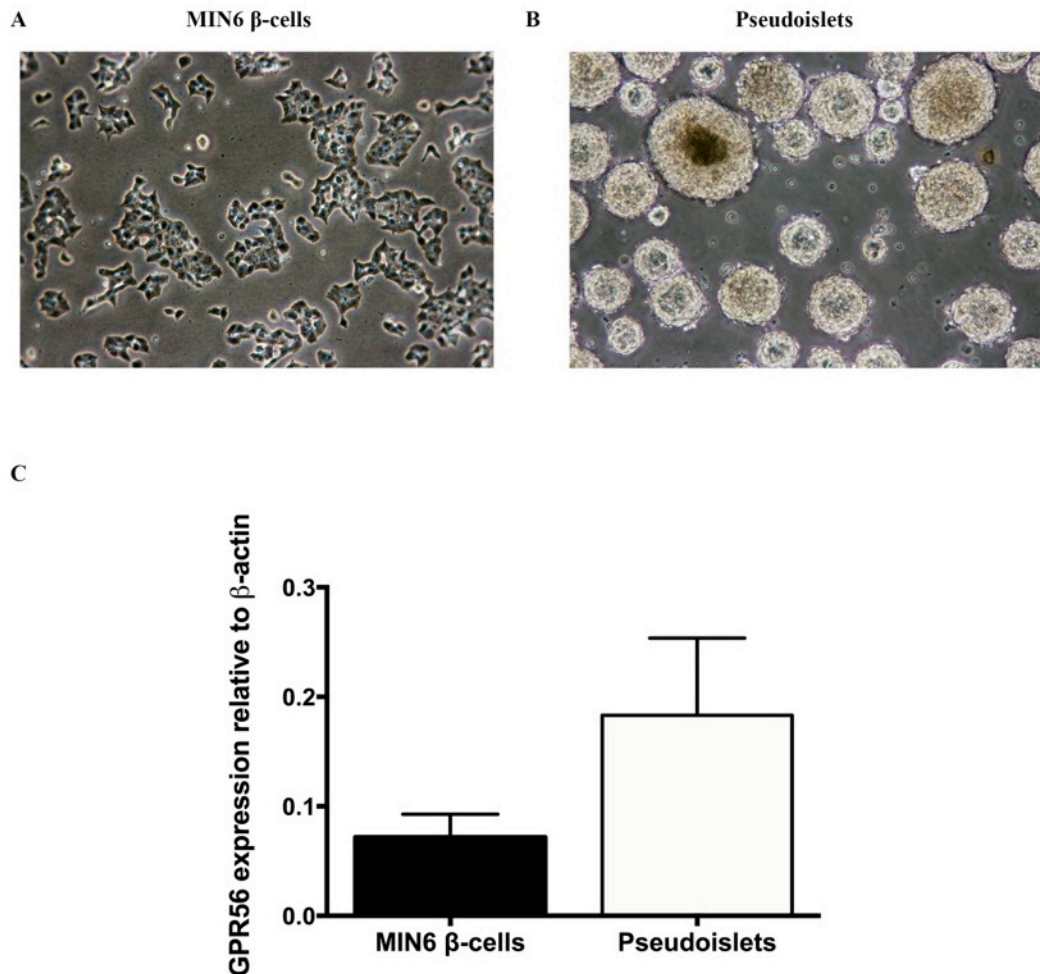 A
MIN6 β-cells
B
Pseudoislets
C
GPR56 expression relative to β-actin
0.3
0.2
0.1
0.0
MIN6 β-cells
Pseudoislets